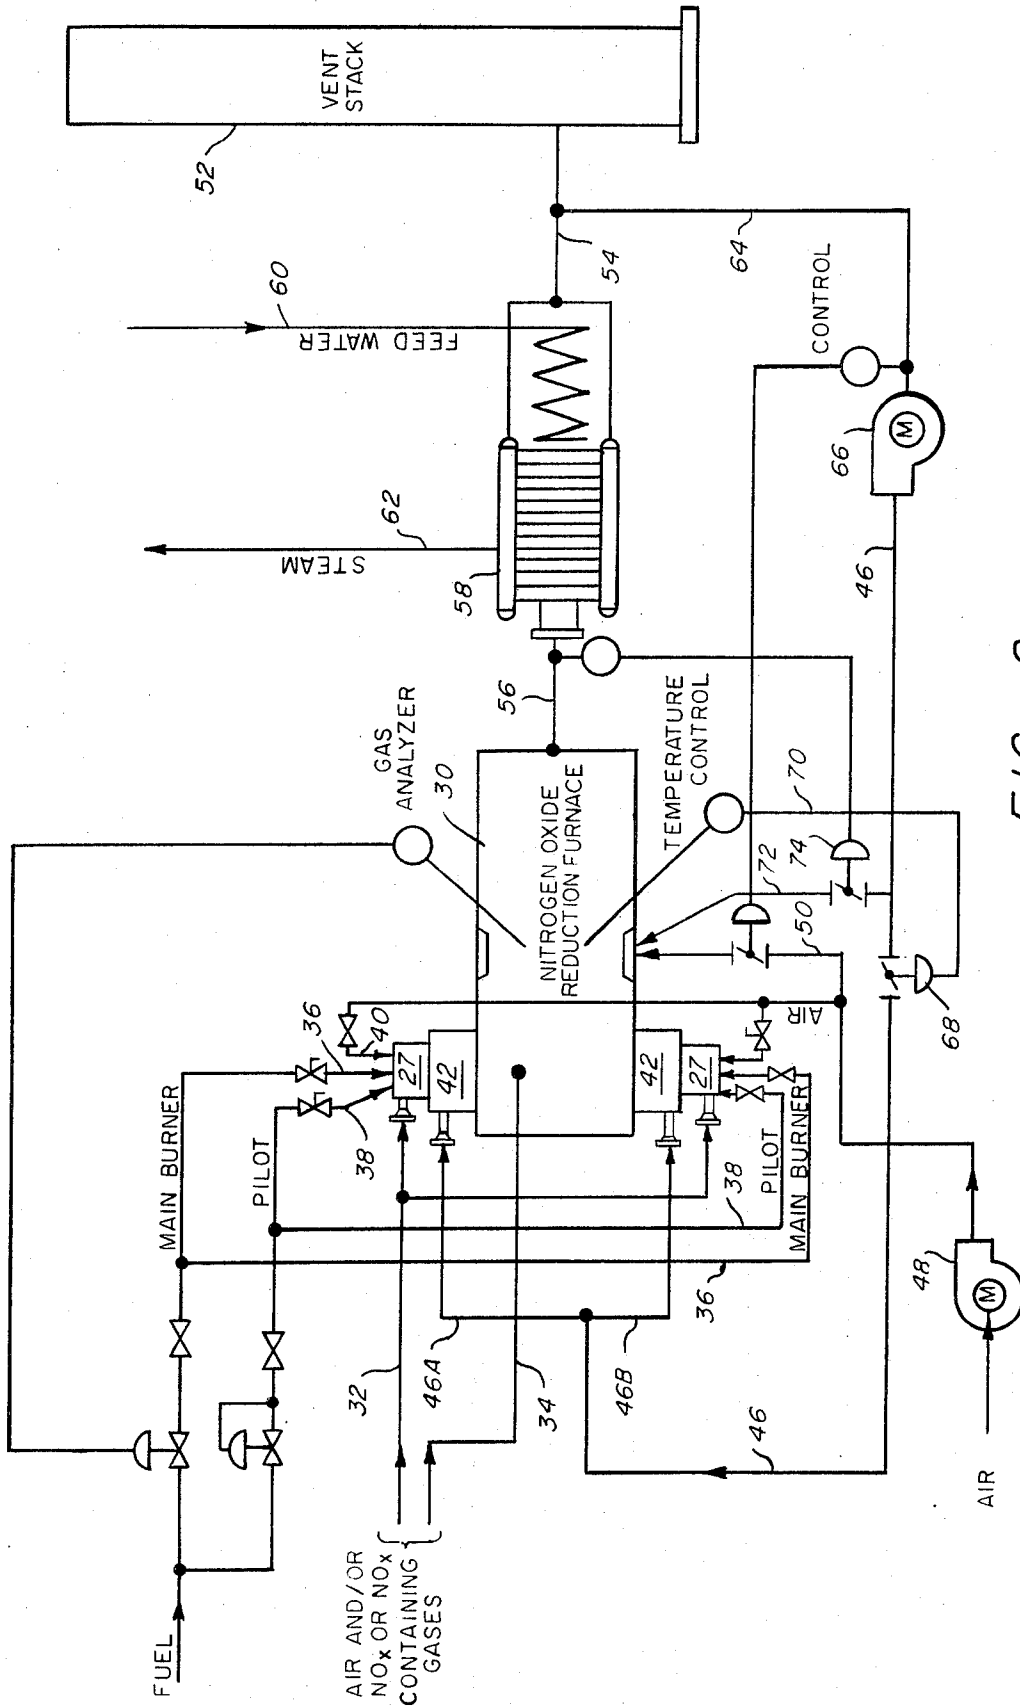 VENT
STACK
52
60
FEED WATER
62
STEAM
58
54
64
CONTROL
66
M
46
56
GAS
ANALYZER
30
NITROGEN OXIDE
REDUCTION FURNACE
TEMPERATURE
CONTROL
70
72
74
50
68
AIR
40
36
27
42
42
27
38
MAIN BURNER
PILOT
PILOT
38
MAIN BURNER
36
32
46A
34
46B
46
48
M
AIR
FUEL
AIR AND/OR
NOx OR NOx
CONTAINING
GASES